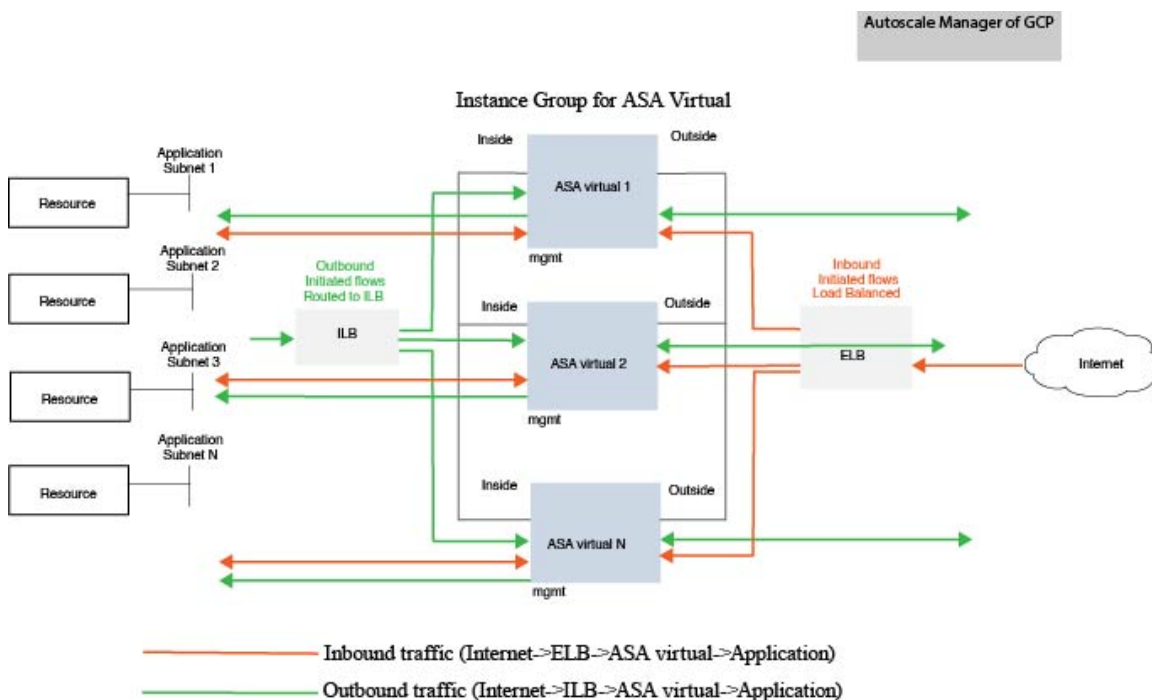 Autoscale Manager of GCP
Instance Group for ASA Virtual
Inside
Outside
Application
Subnet 1
ASA virtual 1
Resource
mgmt
Application
Subnet 2
Resource
Outbound
Initiated flows
Routed to ILB
ILB
Inside
Outside
ASA virtual 2
mgmt
Inbound
Initiated flows
Load Balanced
ELB
Internet
Application
Subnet 3
Resource
Application
Subnet N
Resource
Inside
Outside
ASA virtual N
mgmt
Inbound traffic (Internet->ELB->ASA virtual->Application)
Outbound traffic (Internet->ILB->ASA virtual->Application)